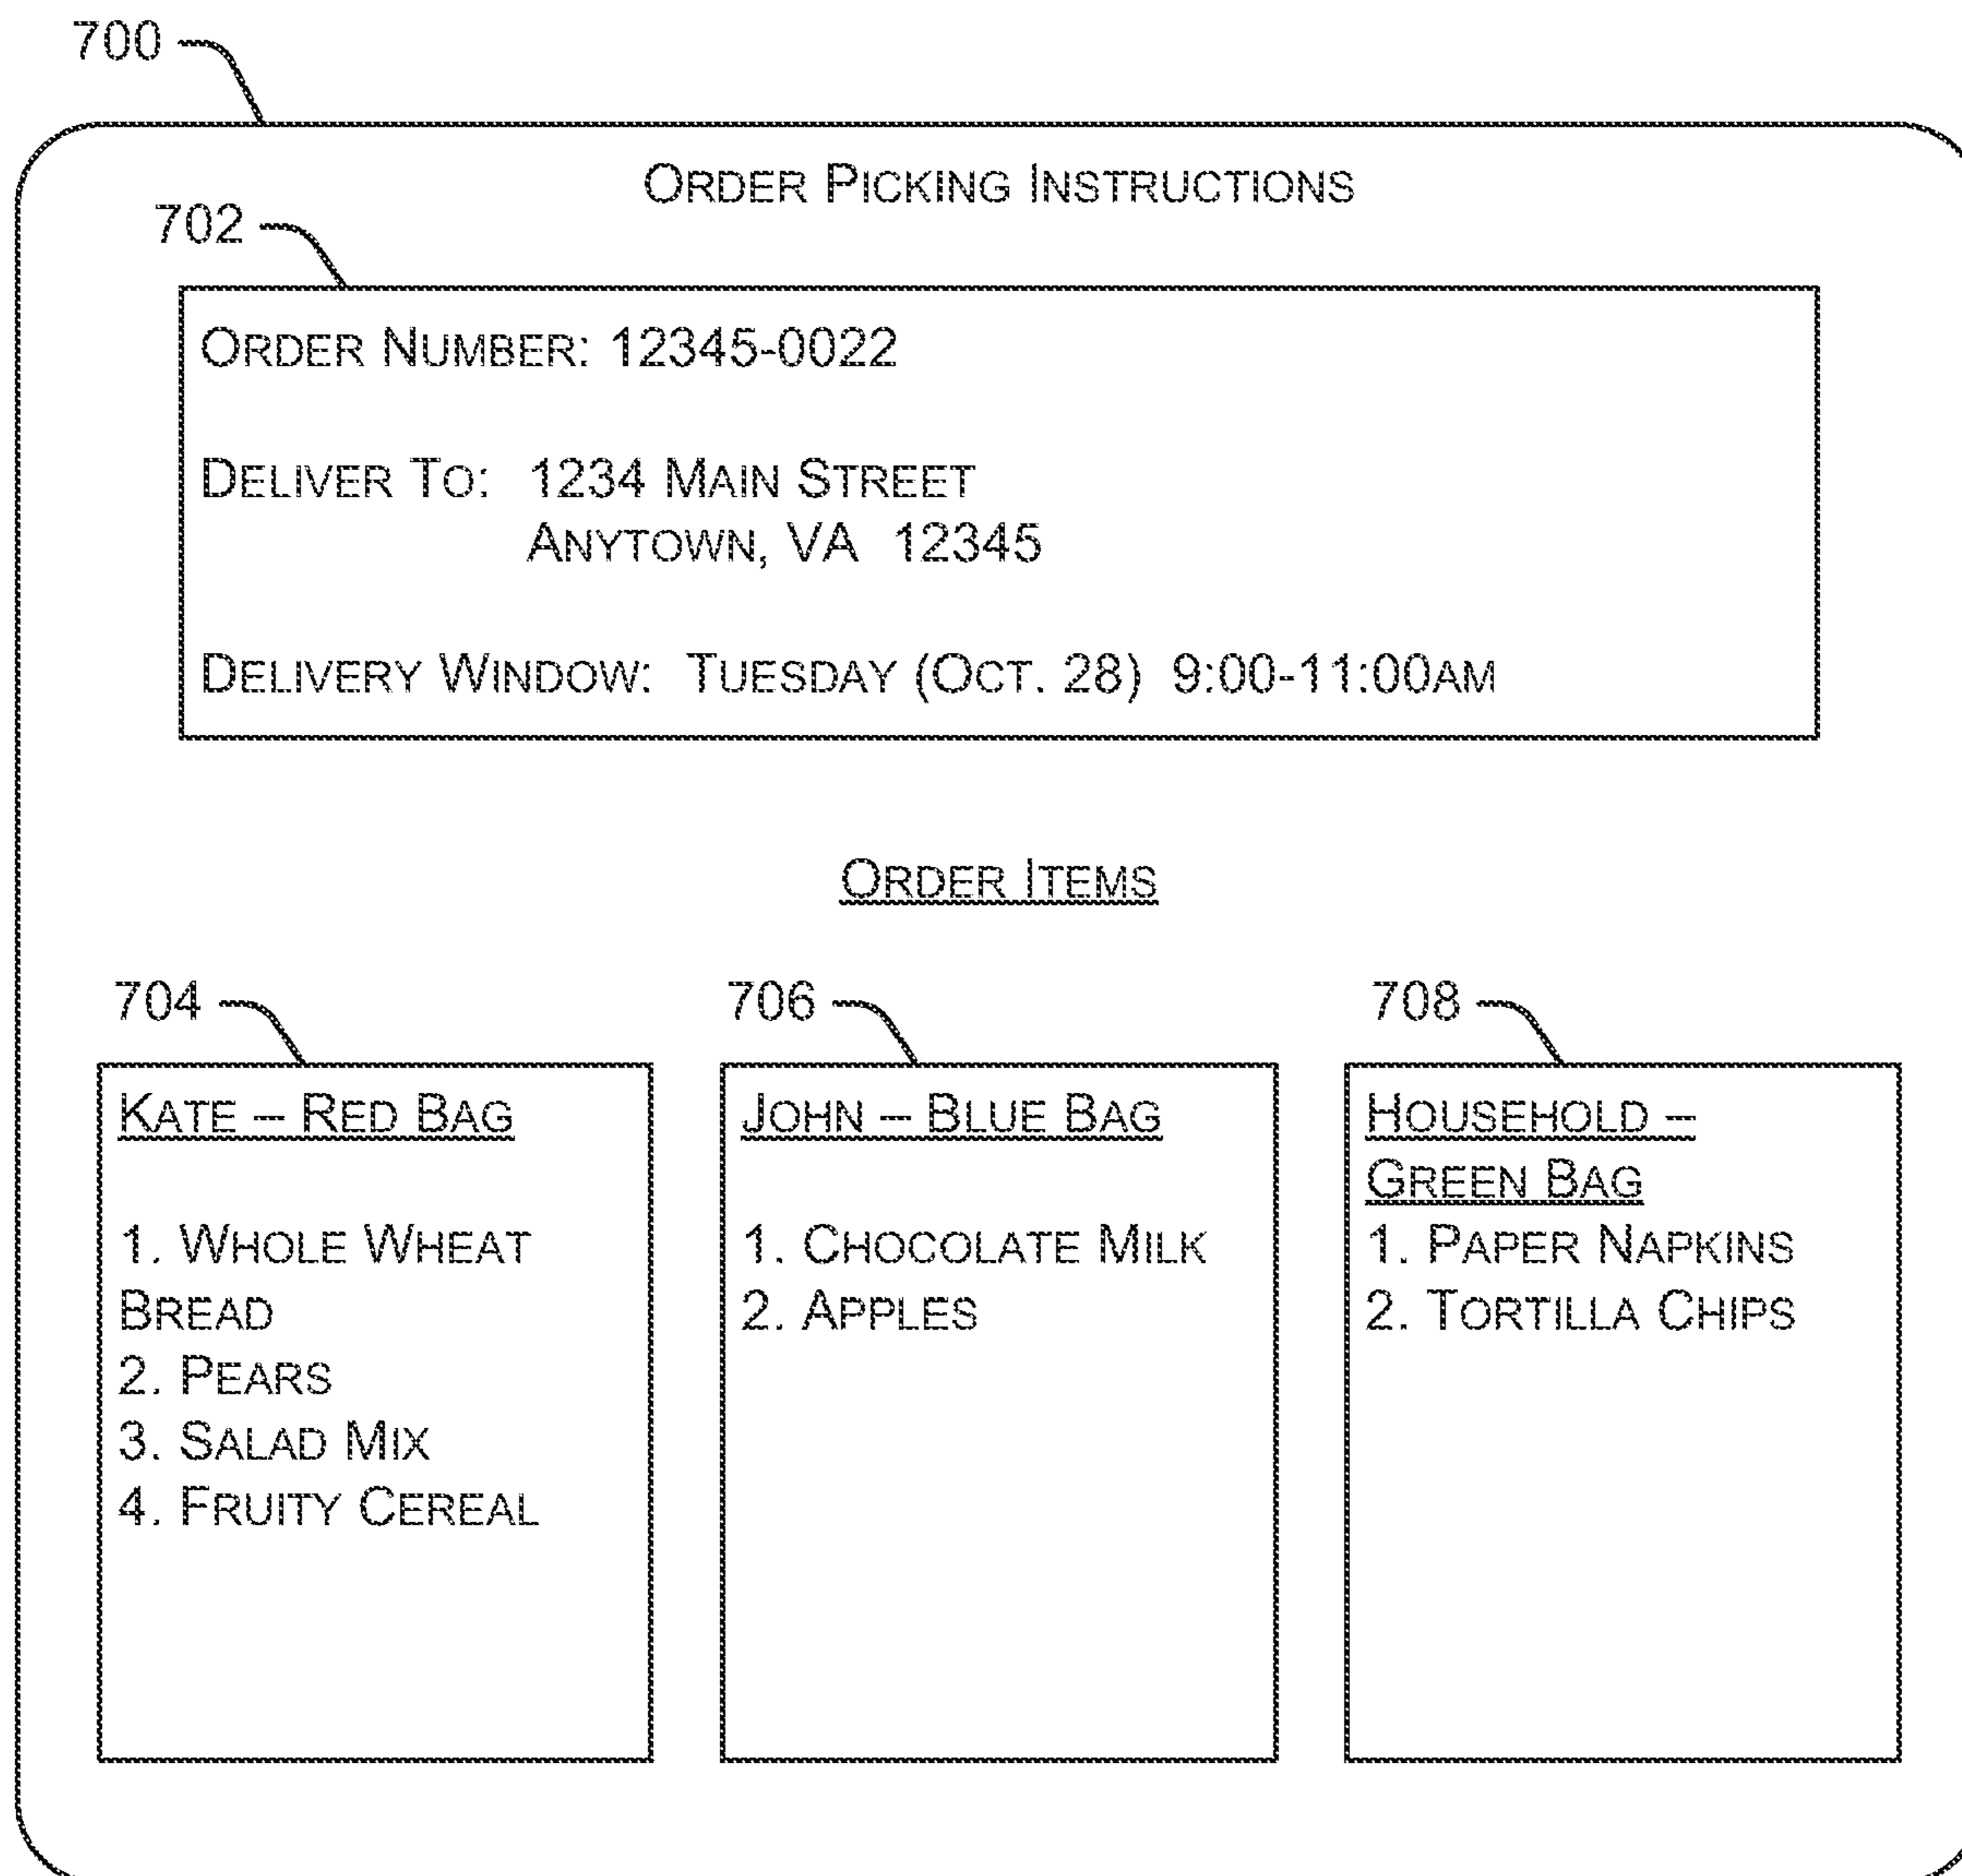 700
ORDER PICKING INSTRUCTIONS
702
ORDER NUMBER: 12345-0022
DELIVER TO: 1234 MAIN STREET
ANYTOWN, VA 12345
DELIVERY WINDOW: TUESDAY (OCT. 28) 9:00-11:00AM
ORDER ITEMS
704
KATE – RED BAG
1. WHOLE WHEAT
BREAD
2. PEARS
3. SALAD MIX
4. FRUITY CEREAL
706
JOHN – BLUE BAG
1. CHOCOLATE MILK
2. APPLES
708
HOUSEHOLD –
GREEN BAG
1. PAPER NAPKINS
2. TORTILLA CHIPS